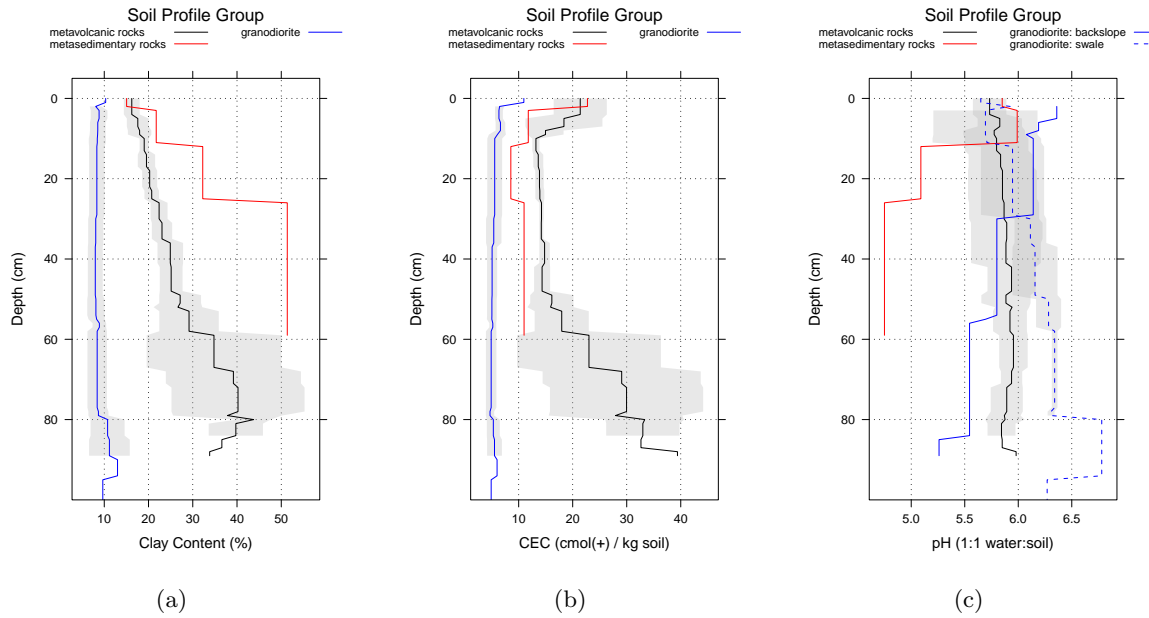 Soil Profile Group
metavolcanic rocks granodiorite
metasedimentary rocks
0
20
40
60
80
Depth (cm)
10 20 30 40 50
Clay Content (%)
(a)
Soil Profile Group
metavolcanic rocks granodiorite
metasedimentary rocks
0
20
40
60
80
Depth (cm)
10 20 30 40
CEC (cmol(+) / kg soil)
(b)
Soil Profile Group
metavolcanic rocks granodiorite: backslope
metasedimentary rocks granodiorite: swale
0
20
40
60
80
Depth (cm)
5.0 5.5 6.0 6.5
pH (1:1 water:soil)
(c)